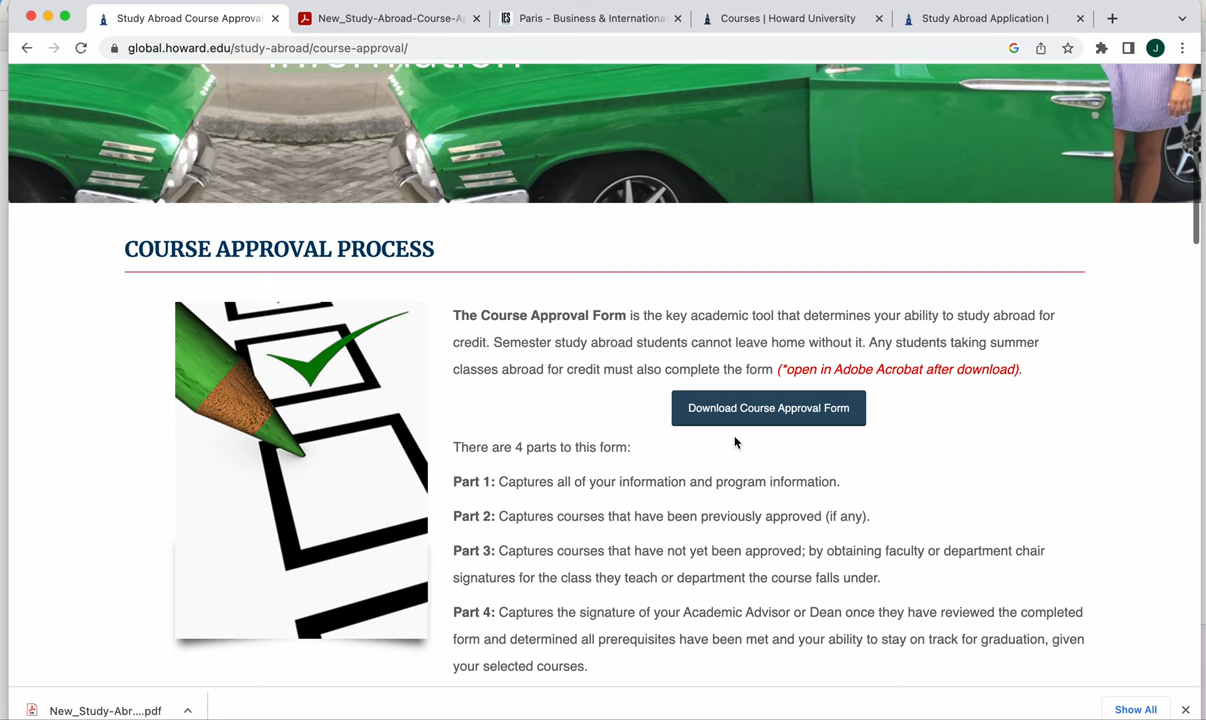 Study Abroad Course Approval
New_Study-Abroad-Course-Ap
IES
Paris - Business & Internationa
Courses | Howard University
Study Abroad Application |
global.howard.edu/study-abroad/course-approval/
J
COURSE APPROVAL PROCESS
The Course Approval Form is the key academic tool that determines your ability to study abroad for
credit. Semester study abroad students cannot leave home without it. Any students taking summer
classes abroad for credit must also complete the form (*open in Adobe Acrobat after download).
Download Course Approval Form
There are 4 parts to this form:
Part 1: Captures all of your information and program information.
Part 2: Captures courses that have been previously approved (if any).
Part 3: Captures courses that have not yet been approved; by obtaining faculty or department chair
signatures for the class they teach or department the course falls under.
Part 4: Captures the signature of your Academic Advisor or Dean once they have reviewed the completed
form and determined all prerequisites have been met and your ability to stay on track for graduation, given
your selected courses.
New_Study-Abr....pdf
Show All